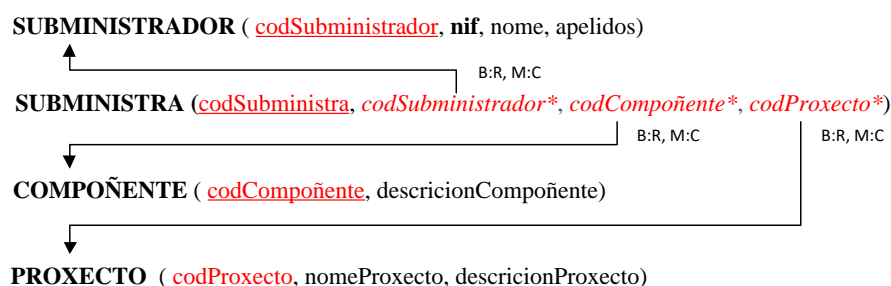 SUBMINISTRADOR ( codSubministrador, nif, nome, apelidos)
B:R, M:C
SUBMINISTRA (codSubministra, codSubministrador*, codCompoñente*, codProxecto*)
B:R, M:C B:R, M:C
COMPOÑENTE ( codCompoñente, descricionCompoñente)
PROXECTO ( codProxecto, nomeProxecto, descricionProxecto)